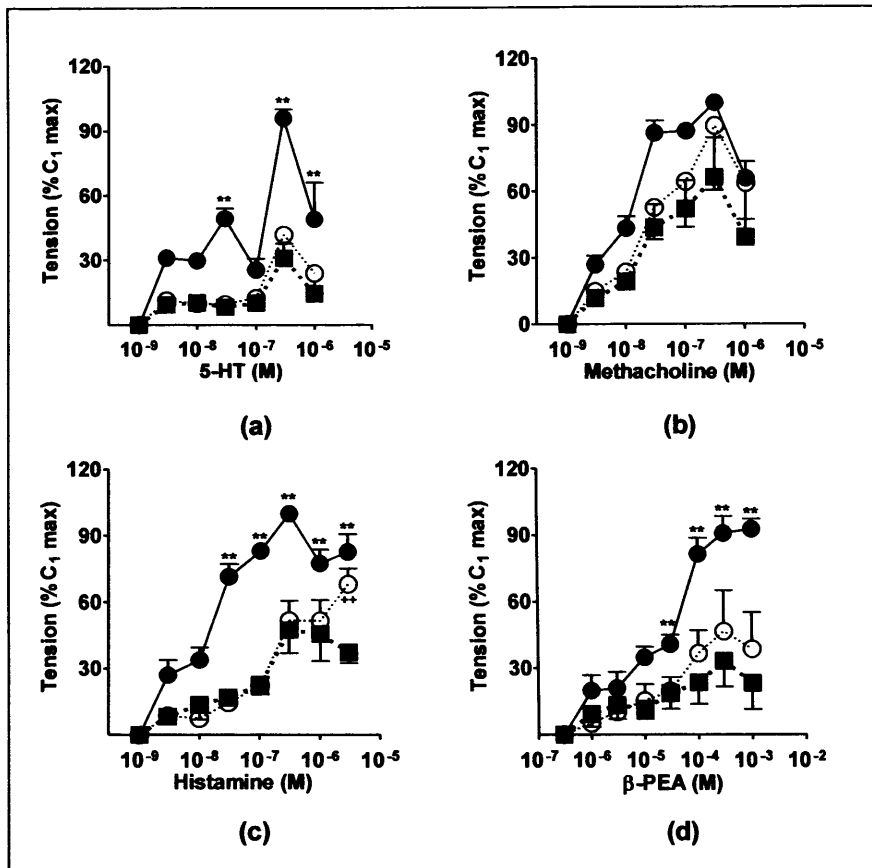 120
90
60
30
Tension (% C₁ max)
**
**
**
10⁻⁹ 10⁻⁸ 10⁻⁷ 10⁻⁶ 10⁻⁵
5-HT (M)
(a)
120
90
60
30
0
Tension (% C₁ max)
10⁻⁹ 10⁻⁸ 10⁻⁷ 10⁻⁶ 10⁻⁵
Methacholine (M)
(b)
120
90
60
30
Tension (% C₁ max)
**
**
**
**
**
++
10⁻⁹ 10⁻⁸ 10⁻⁷ 10⁻⁶ 10⁻⁵
Histamine (M)
(c)
120
90
60
30
Tension (% C₁ max)
**
**
**
**
10⁻⁷ 10⁻⁶ 10⁻⁵ 10⁻⁴ 10⁻³ 10⁻²
β-PEA (M)
(d)